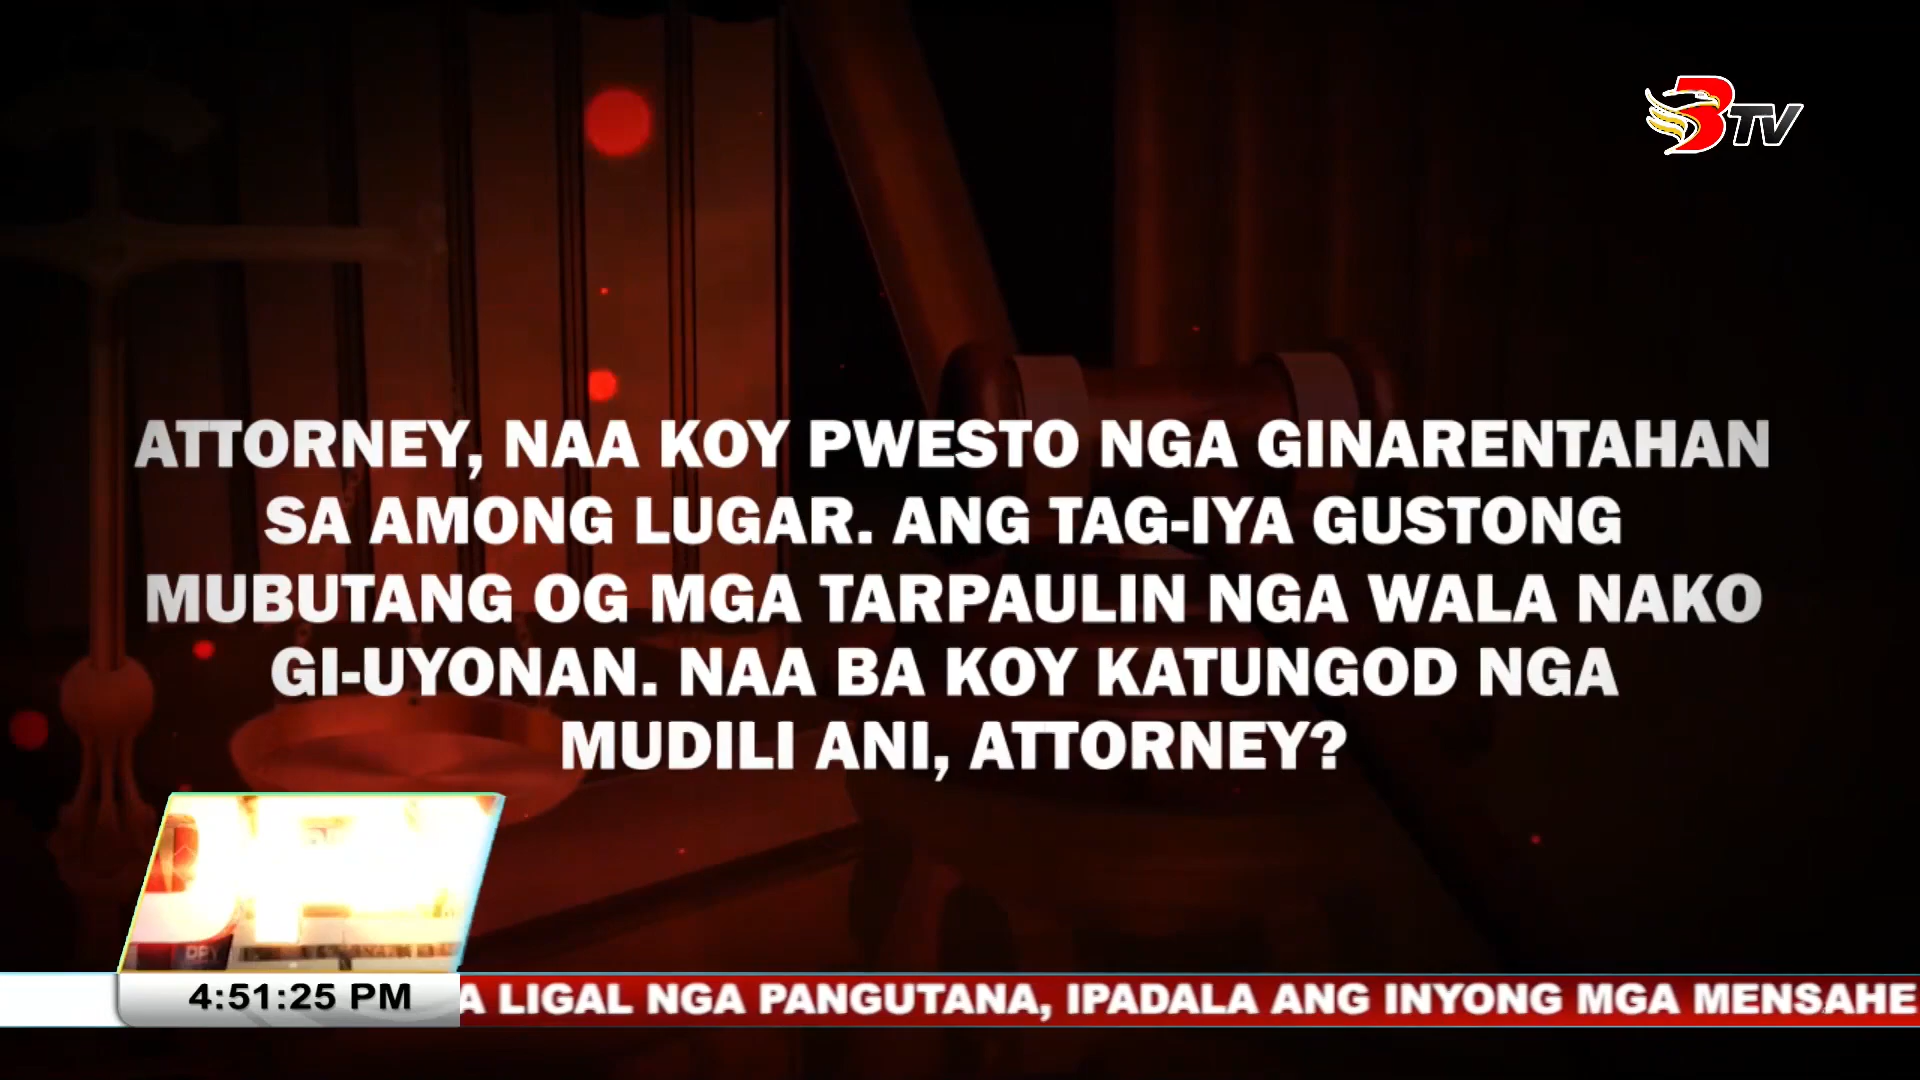 3TV
ATTORNEY, NAA KOY PWESTO NGA GINARENTAHAN
SA AMONG LUGAR. ANG TAG-IYA GUSTONG
MUBUTANG OG MGA TARPAULIN NGA WALA NAKO
GI-UYONAN. NAA BA KOY KATUNGOD NGA
MUDILI ANI, ATTORNEY?
4:51:25 PM
A LIGAL NGA PANGUTANA, IPADALA ANG INYONG MGA MENSAHE